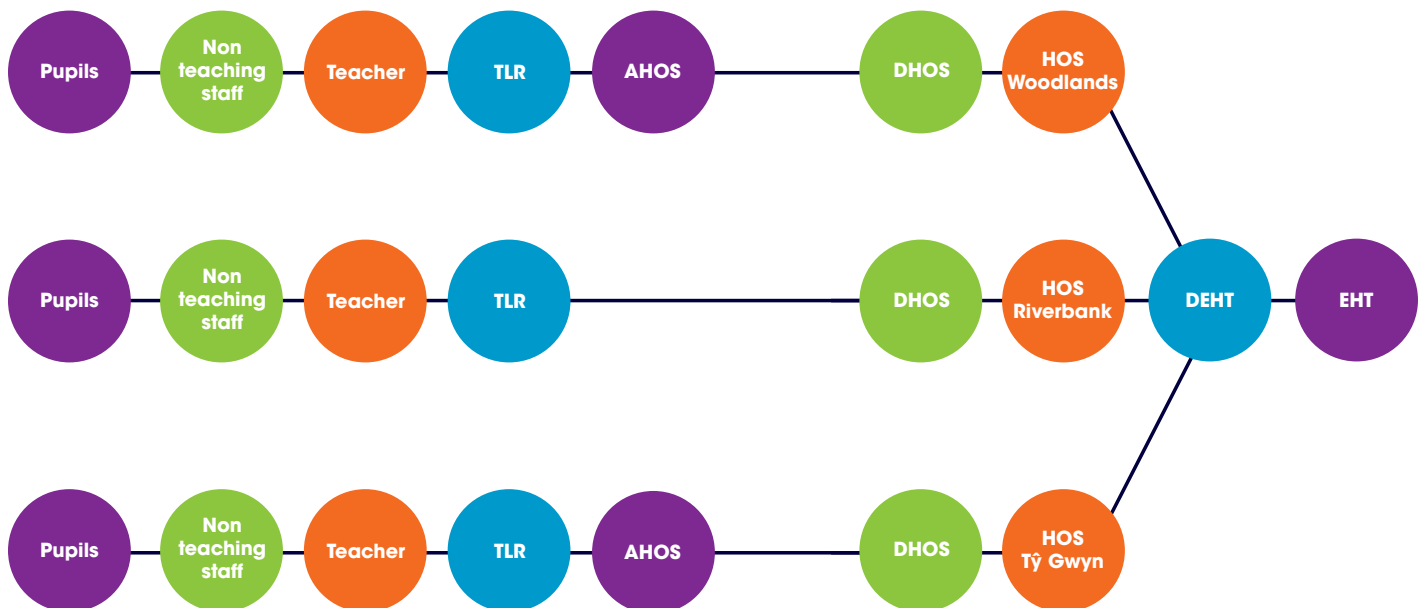 Pupils
Non
teaching
staff
Teacher
TLR
AHOS
DHOS
HOS
Woodlands
Pupils
Non
teaching
staff
Teacher
TLR
DHOS
HOS
Riverbank
DEHT
EHT
Pupils
Non
teaching
staff
Teacher
TLR
AHOS
DHOS
HOS
Tŷ Gwyn